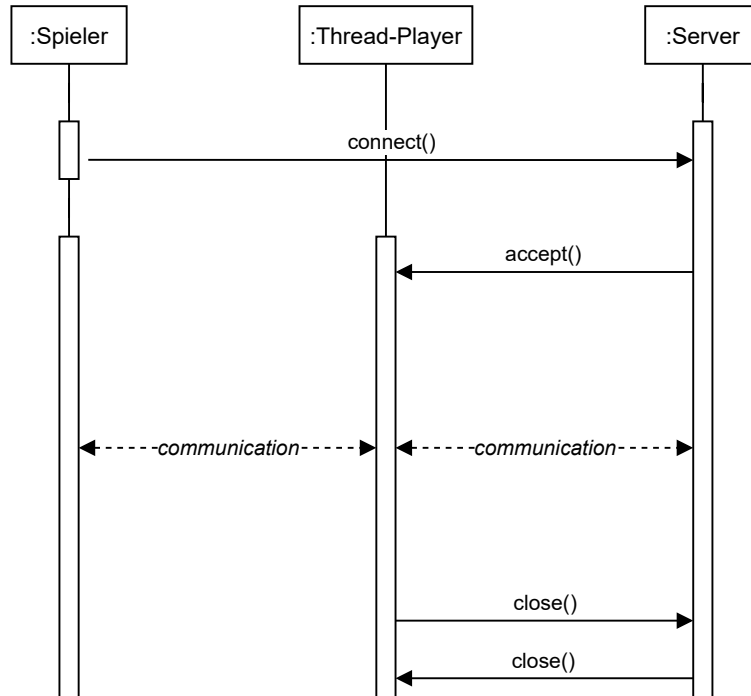 :Spieler
:Thread-Player
:Server
connect()
accept()
communication
communication
close()
close()